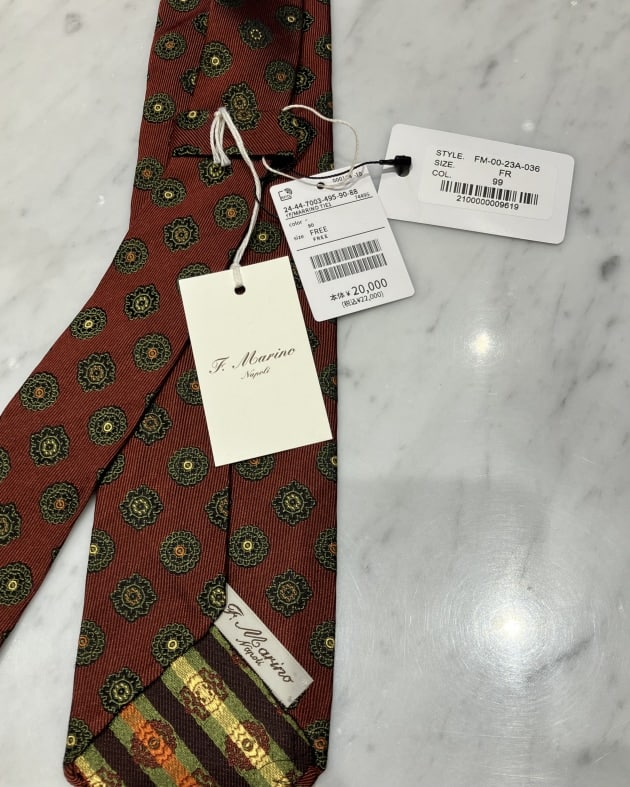 STYLE. FM-00-23A-036
SIZE. FR
COL. 99
2100000009619
24-44-7003-495-90-88
color 90
size FREE
FREE
本体¥20,000
(税込¥22,000)
F. Marino
Napoli
F. Marino
Napoli